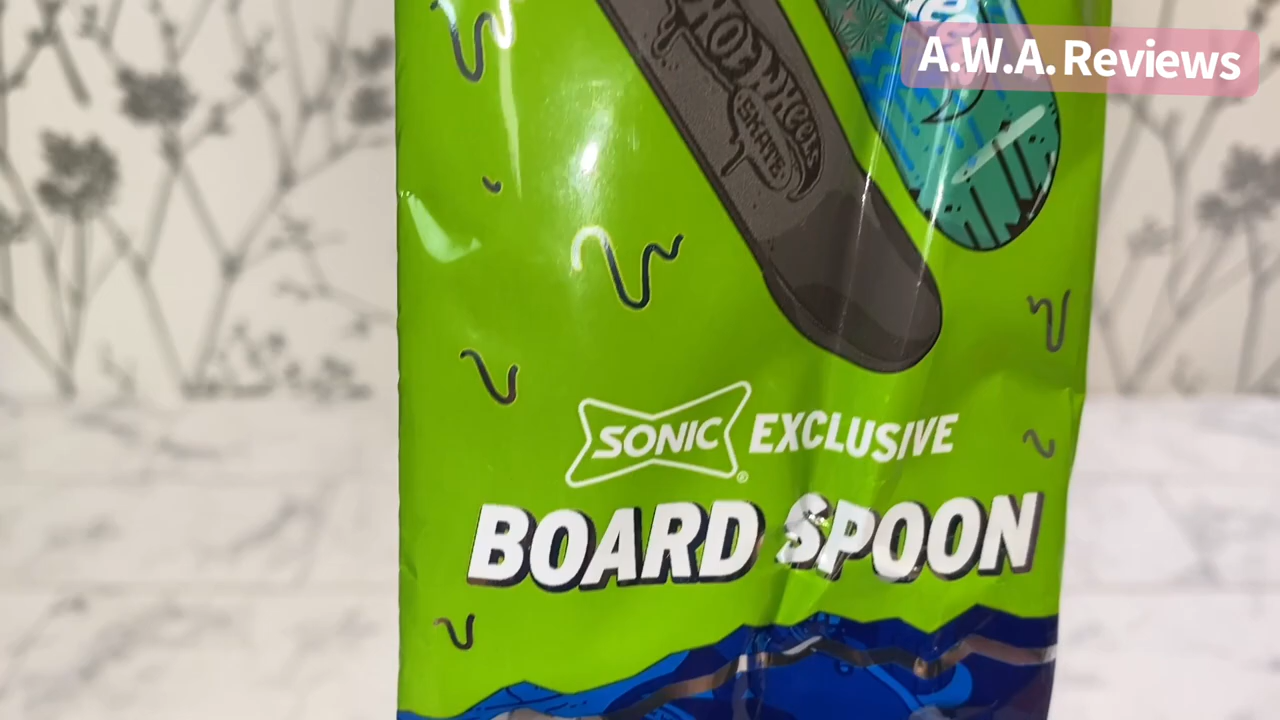 A.W.A. Reviews
HOT WHEELS
SKATE
SONIC® EXCLUSIVE
BOARD SPOON